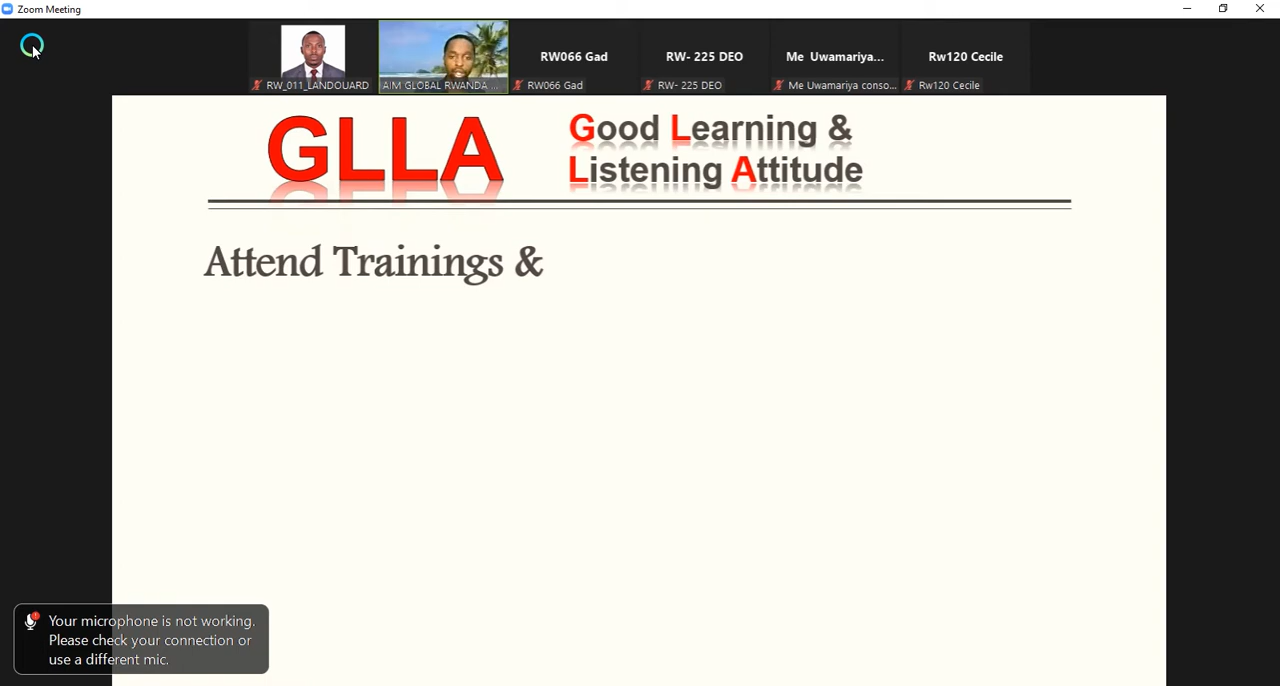 Zoom Meeting
RW066 Gad
RW- 225 DEO
Me Uwamariya...
Rw120 Cecile
RW_011_LANDOUARD
AIM GLOBAL RWANDA ...
RW066 Gad
RW- 225 DEO
Me Uwamariya conso...
Rw120 Cecile
GLLA
Good Learning &
Listening Attitude
Attend Trainings &
Your microphone is not working.
Please check your connection or
use a different mic.